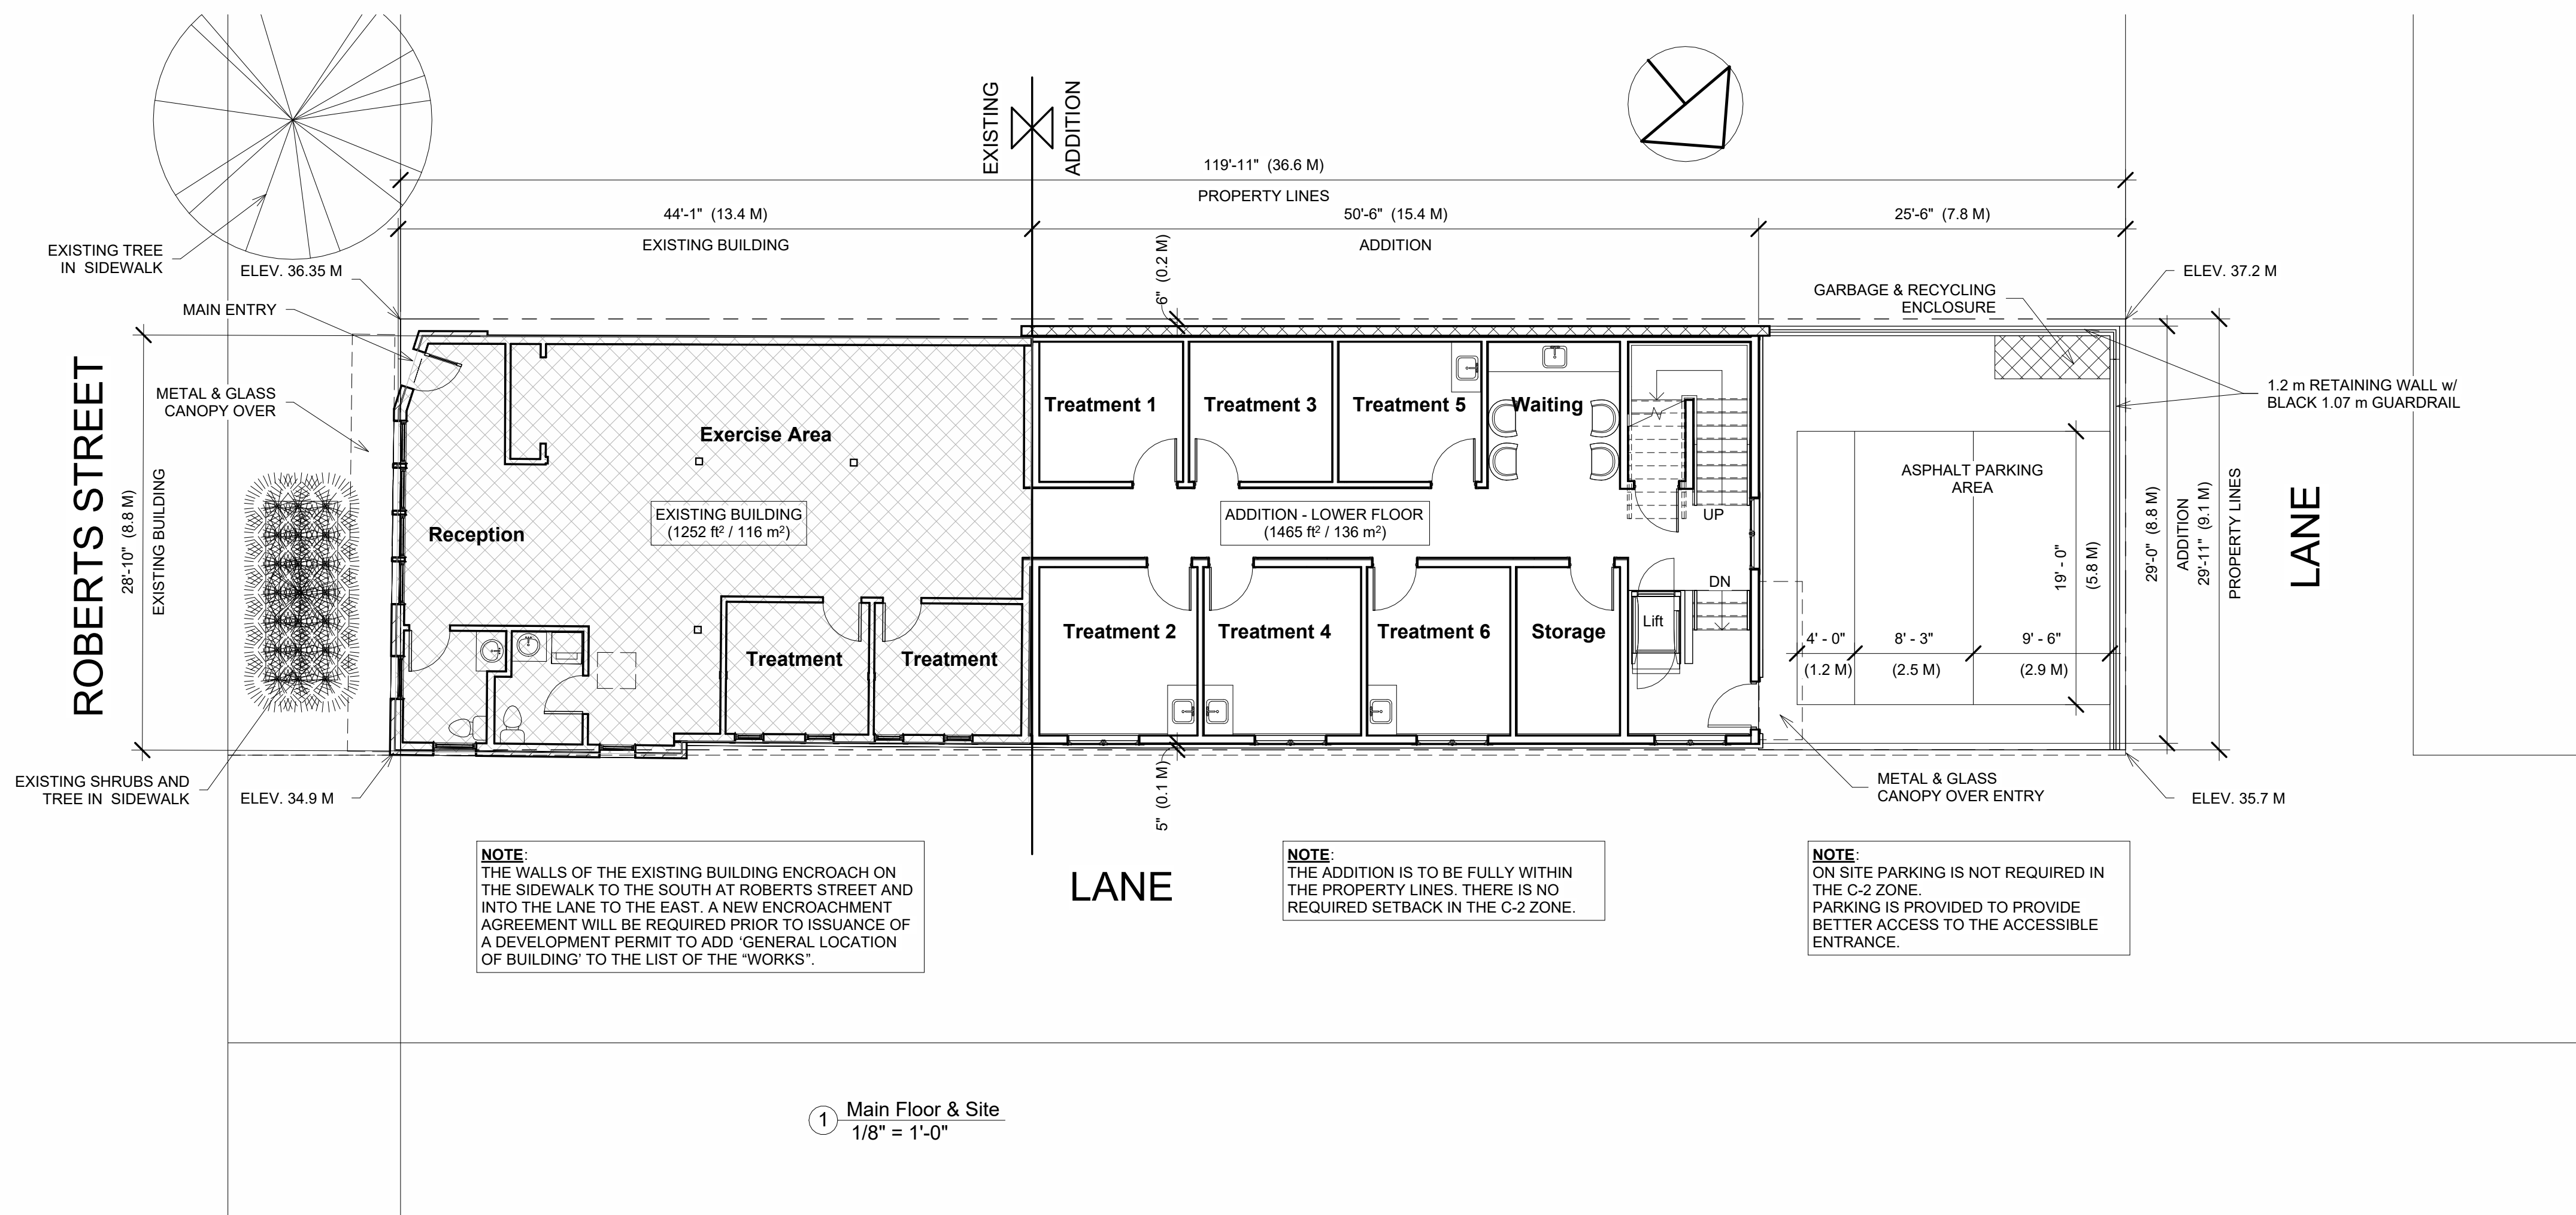 EXISTING
ADDITION
119'-11" (36.6 M)
PROPERTY LINES
44'-1" (13.4 M)
EXISTING BUILDING
50'-6" (15.4 M)
ADDITION
25'-6" (7.8 M)
6" (0.2 M)
EXISTING TREE
IN SIDEWALK
ELEV. 36.35 M
MAIN ENTRY
METAL & GLASS
CANOPY OVER
ROBERTS STREET
28'-10" (8.8 M)
EXISTING BUILDING
EXISTING SHRUBS AND
TREE IN SIDEWALK
ELEV. 34.9 M
Reception
Exercise Area
EXISTING BUILDING
(1252 ft² / 116 m²)
Treatment
Treatment
Treatment 1
Treatment 3
Treatment 5
Waiting
ADDITION - LOWER FLOOR
(1465 ft² / 136 m²)
UP
DN
Lift
Treatment 2
Treatment 4
Treatment 6
Storage
5" (0.1 M)
ELEV. 37.2 M
GARBAGE & RECYCLING
ENCLOSURE
1.2 m RETAINING WALL w/
BLACK 1.07 m GUARDRAIL
ASPHALT PARKING
AREA
19' - 0"
(5.8 M)
4' - 0"
(1.2 M)
8' - 3"
(2.5 M)
9' - 6"
(2.9 M)
29'-0" (8.8 M)
ADDITION
29'-11" (9.1 M)
PROPERTY LINES
LANE
METAL & GLASS
CANOPY OVER ENTRY
ELEV. 35.7 M
NOTE:
THE WALLS OF THE EXISTING BUILDING ENCROACH ON
THE SIDEWALK TO THE SOUTH AT ROBERTS STREET AND
INTO THE LANE TO THE EAST. A NEW ENCROACHMENT
AGREEMENT WILL BE REQUIRED PRIOR TO ISSUANCE OF
A DEVELOPMENT PERMIT TO ADD ‘GENERAL LOCATION
OF BUILDING’ TO THE LIST OF THE “WORKS”.
LANE
NOTE:
THE ADDITION IS TO BE FULLY WITHIN
THE PROPERTY LINES. THERE IS NO
REQUIRED SETBACK IN THE C-2 ZONE.
NOTE:
ON SITE PARKING IS NOT REQUIRED IN
THE C-2 ZONE.
PARKING IS PROVIDED TO PROVIDE
BETTER ACCESS TO THE ACCESSIBLE
ENTRANCE.
1
Main Floor & Site
1/8" = 1'-0"